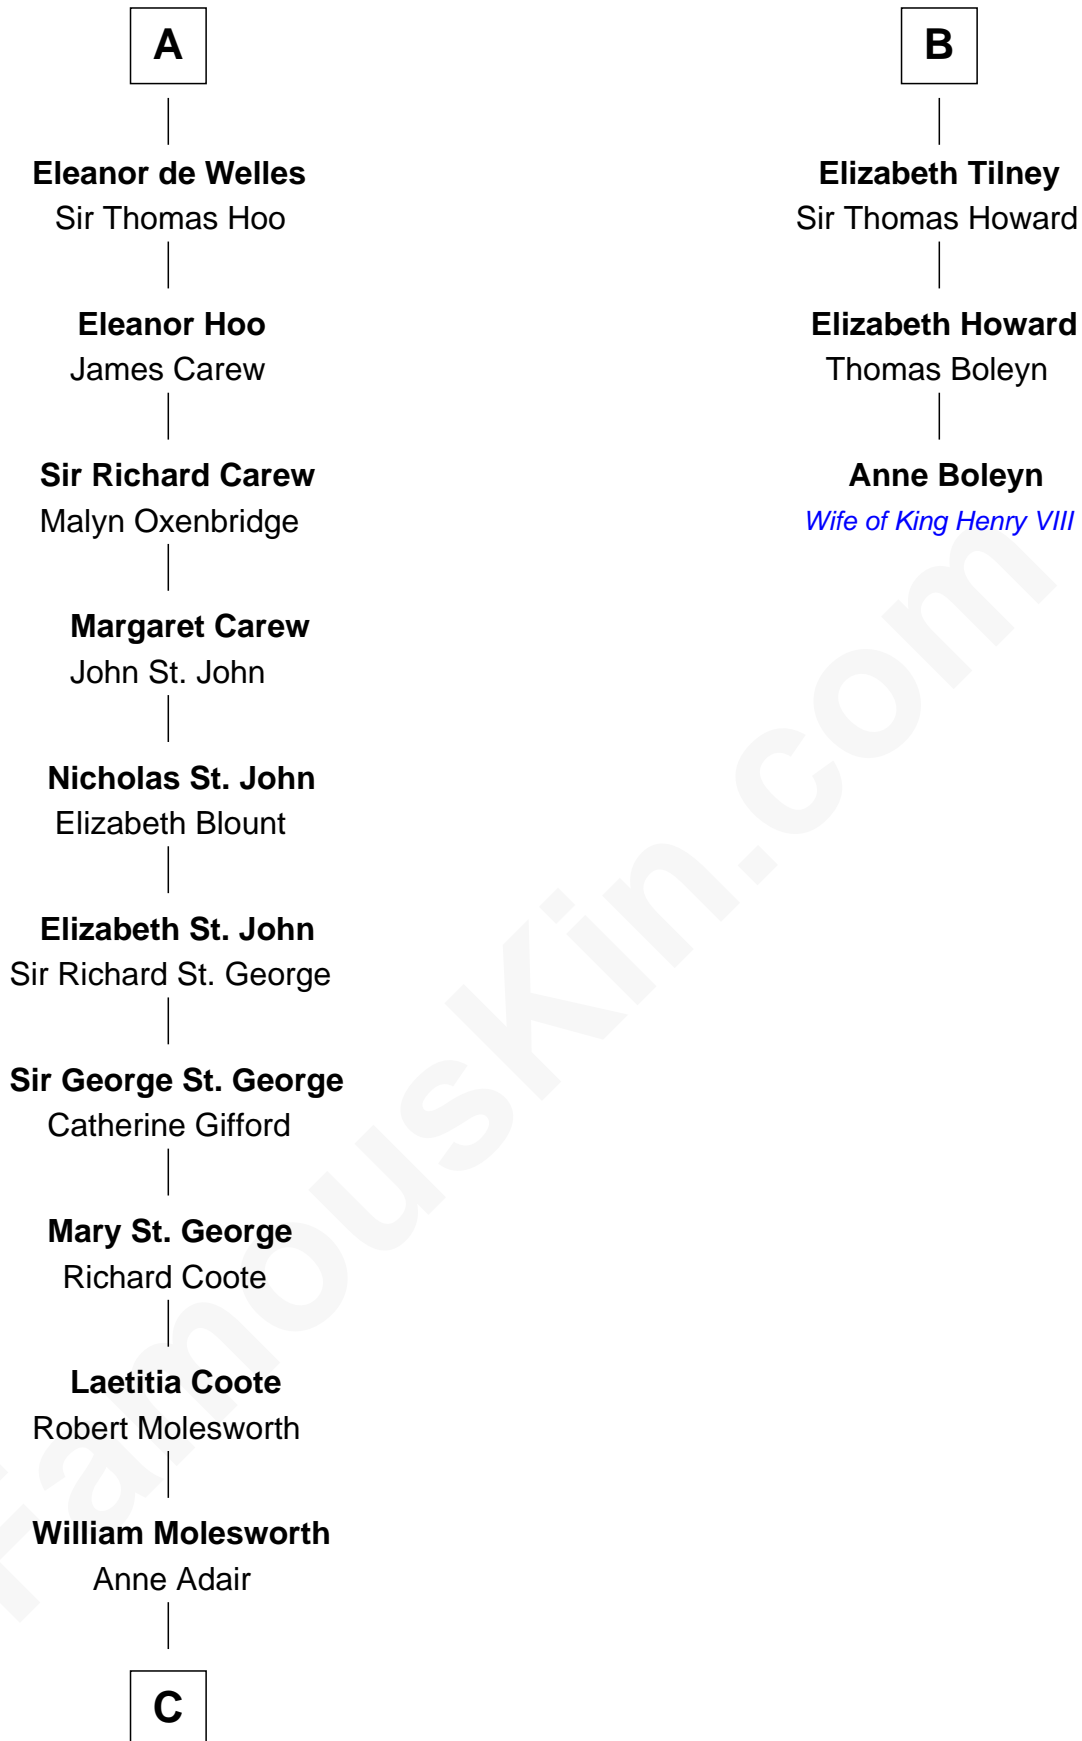 A
Eleanor de Welles
Sir Thomas Hoo
Eleanor Hoo
James Carew
Sir Richard Carew
Malyn Oxenbridge
Margaret Carew
John St. John
Nicholas St. John
Elizabeth Blount
Elizabeth St. John
Sir Richard St. George
Sir George St. George
Catherine Gifford
Mary St. George
Richard Coote
Laetitia Coote
Robert Molesworth
William Molesworth
Anne Adair
C
B
Elizabeth Tilney
Sir Thomas Howard
Elizabeth Howard
Thomas Boleyn
Anne Boleyn
Wife of King Henry VIII
FamousKin.com